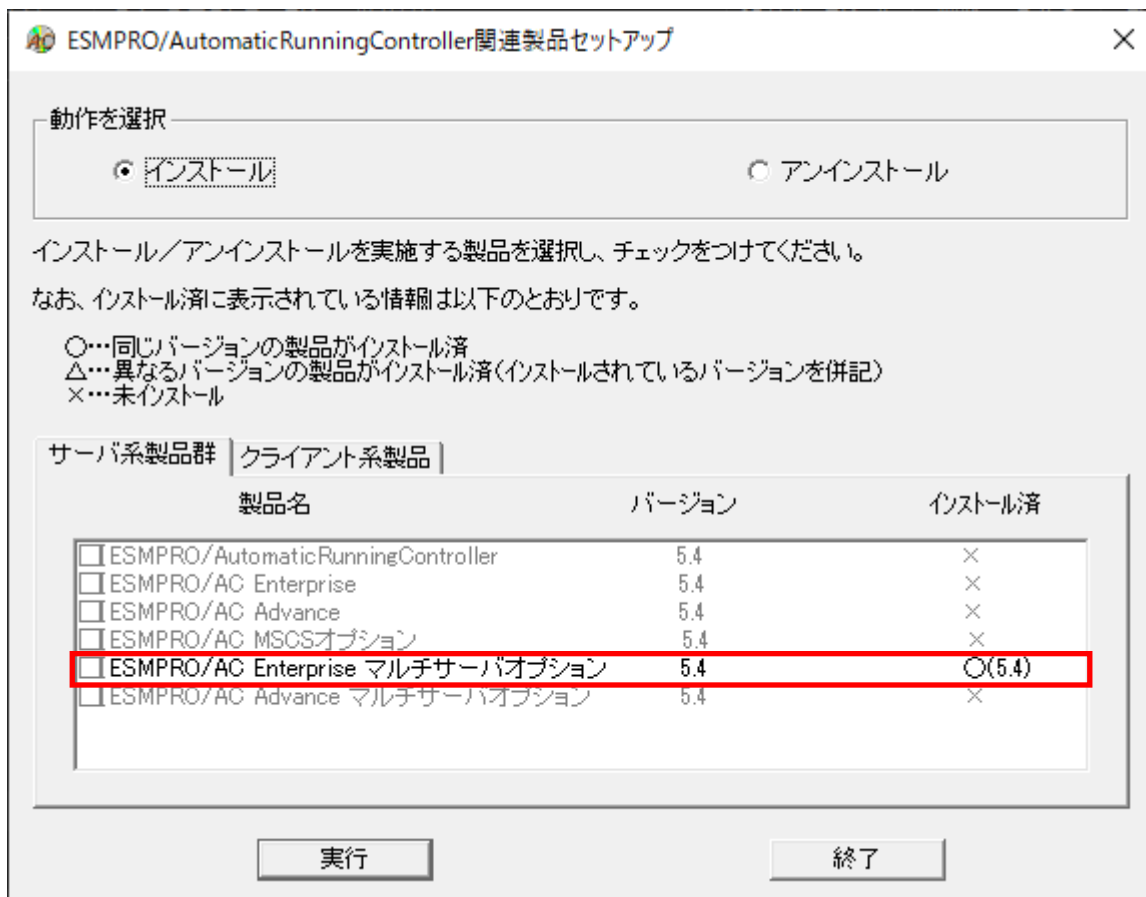 ESMPRO/AutomaticRunningController関連製品セットアップ
動作を選択
インストール アンインストール
インストール／アンインストールを実施する製品を選択し、チェックをつけてください。
なお、インストール済に表示されている情報は以下のとおりです。
○…同じバージョンの製品がインストール済
△…異なるバージョンの製品がインストール済(インストールされているバージョンを併記)
×…未インストール
サーバ系製品群 クライアント系製品
製品名 バージョン インストール済
ESMPRO/AutomaticRunningController 5.4 ×
ESMPRO/AC Enterprise 5.4 ×
ESMPRO/AC Advance 5.4 ×
ESMPRO/AC MSCSオプション 5.4 ×
ESMPRO/AC Enterprise マルチサーバオプション 5.4 ○(5.4)
ESMPRO/AC Advance マルチサーバオプション 5.4 ×
実行 終了